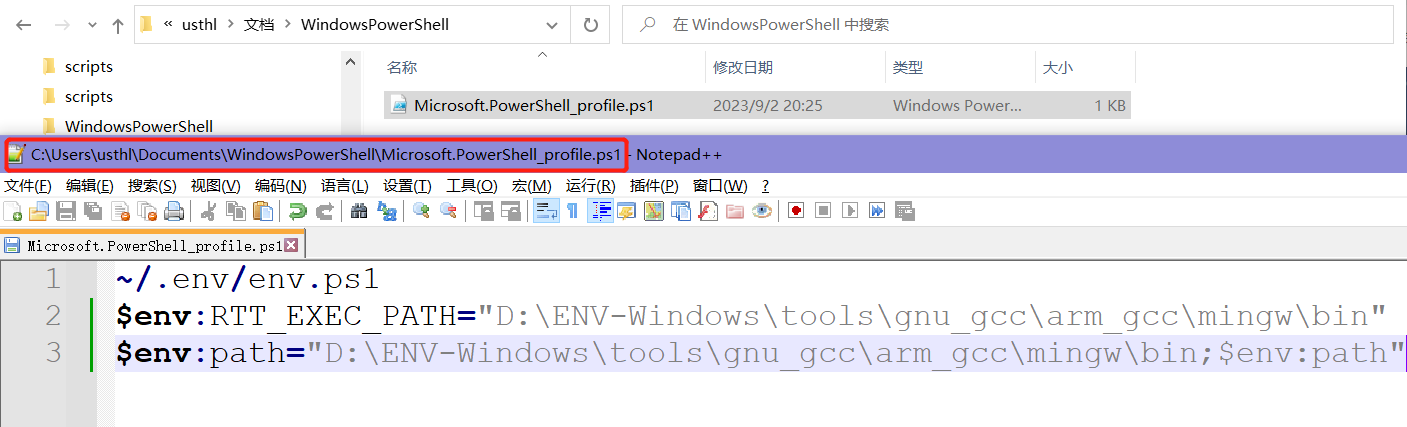 « usthl > 文档 > WindowsPowerShell
在 WindowsPowerShell 中搜索
scripts
scripts
WindowsPowerShell
名称 修改日期 类型 大小
Microsoft.PowerShell_profile.ps1 2023/9/2 20:25 Windows Power... 1 KB
C:\Users\usthl\Documents\WindowsPowerShell\Microsoft.PowerShell_profile.ps1 - Notepad++
文件(F) 编辑(E) 搜索(S) 视图(V) 编码(N) 语言(L) 设置(T) 工具(O) 宏(M) 运行(R) 插件(P) 窗口(W) ?
Microsoft.PowerShell_profile.ps1
1 ~/.env/env.ps1
2 $env:RTT_EXEC_PATH="D:\ENV-Windows\tools\gnu_gcc\arm_gcc\mingw\bin"
3 $env:path="D:\ENV-Windows\tools\gnu_gcc\arm_gcc\mingw\bin;$env:path"